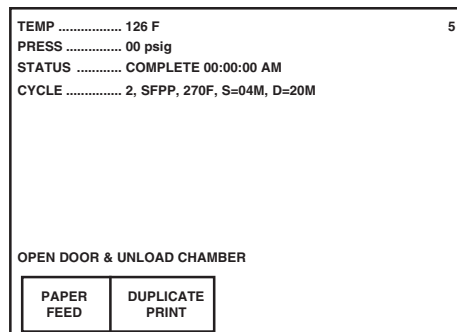 TEMP ................. 126 F 5
PRESS ............... 00 psig
STATUS ............ COMPLETE 00:00:00 AM
CYCLE ............... 2, SFPP, 270F, S=04M, D=20M
OPEN DOOR & UNLOAD CHAMBER
PAPER FEED
DUPLICATE PRINT